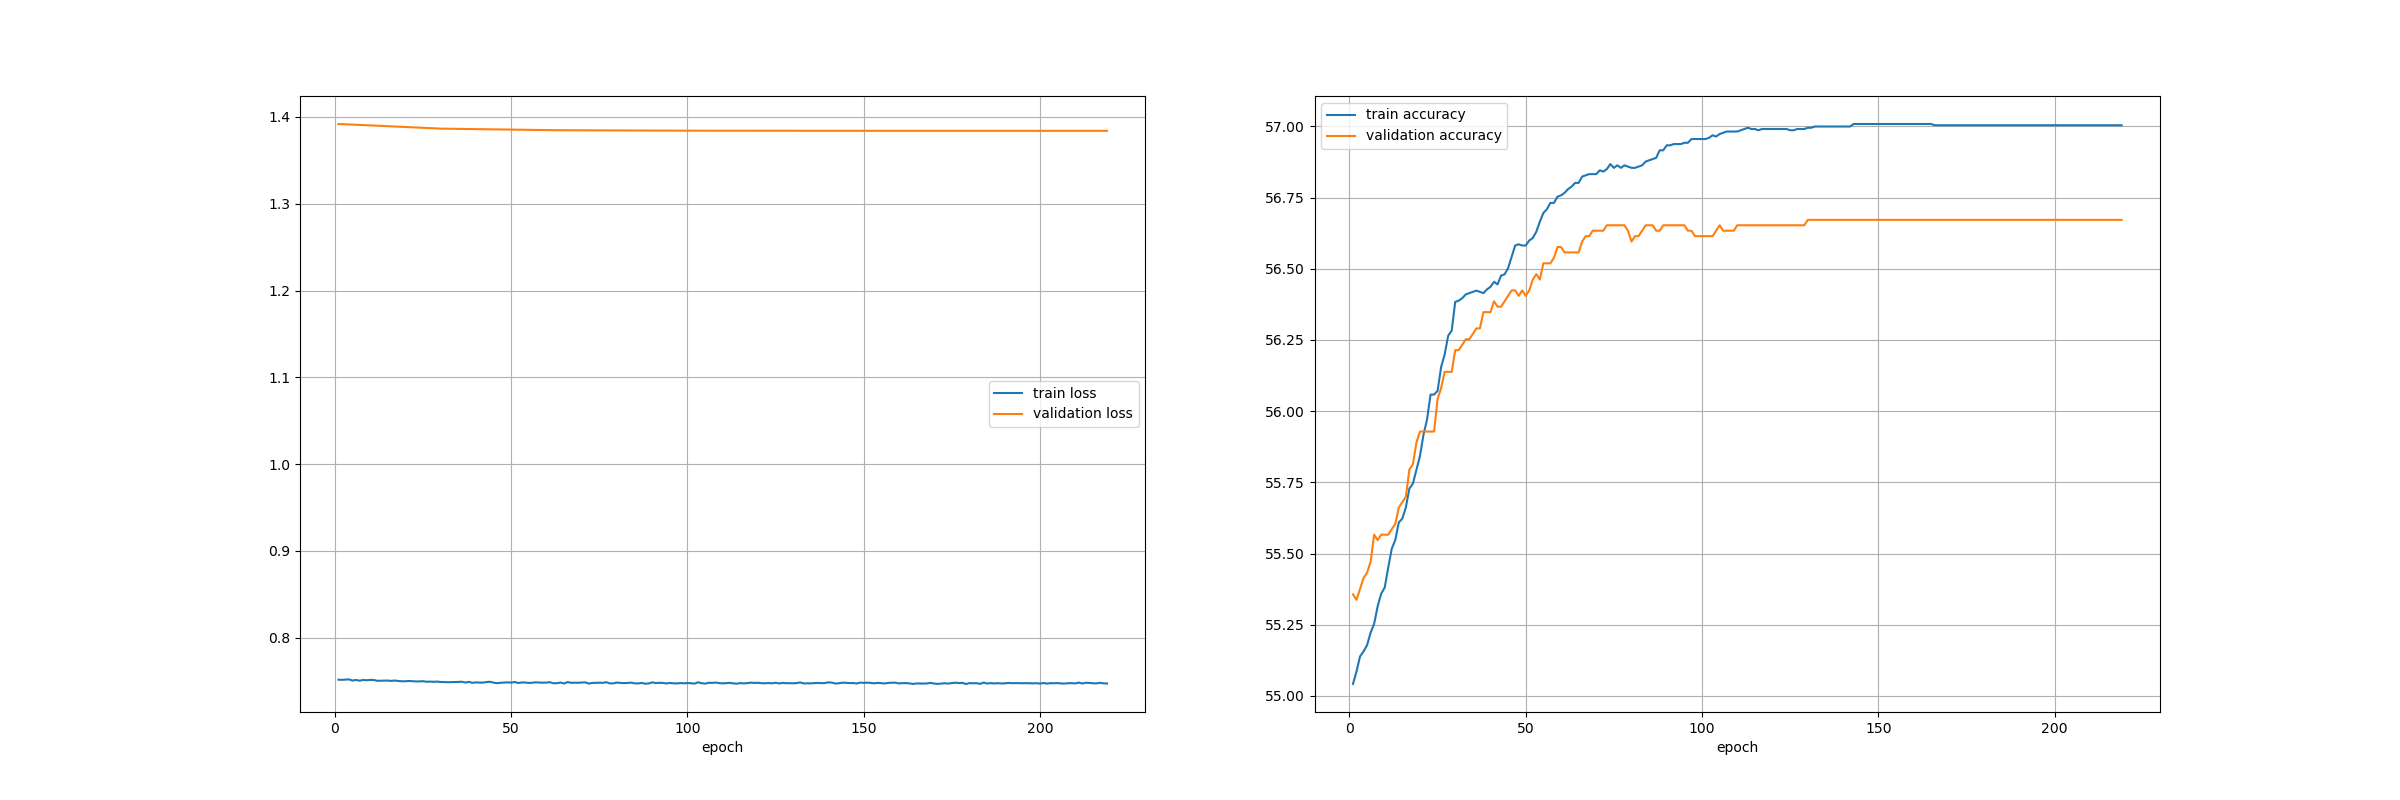 1.4
1.3
1.2
1.1
1.0
0.9
0.8
train loss
validation loss
0 50 100 150 200
epoch
train accuracy
validation accuracy
57.00
56.75
56.50
56.25
56.00
55.75
55.50
55.25
55.00
0 50 100 150 200
epoch